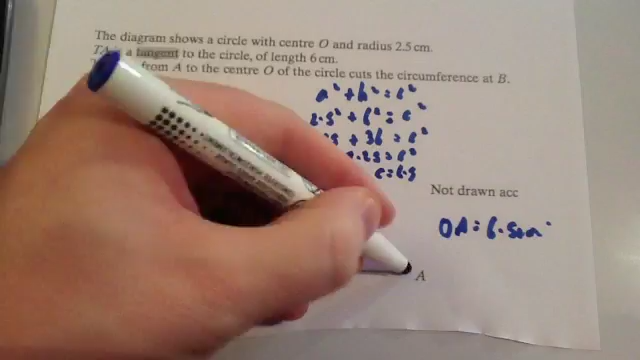 The diagram shows a circle with centre O and radius 2.5 cm.
TA a tangent to the circle, of length 6 cm.
from A to the centre O of the circle cuts the circumference at B.
a² + b² = c²
2.5² + 6² = c²
+ 36 = c²
.25 = c²
c = 6.5
Not drawn acc
OA = 6.5cm
A